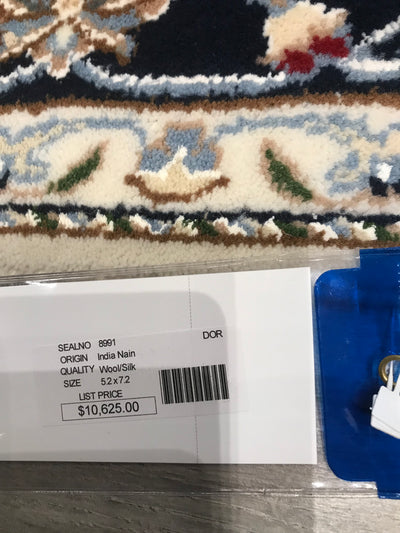 DOR
SEALNO 8991
ORIGIN India Nain
QUALITY Wool/Silk
SIZE 5.2 x 7.2
LIST PRICE
$10,625.00